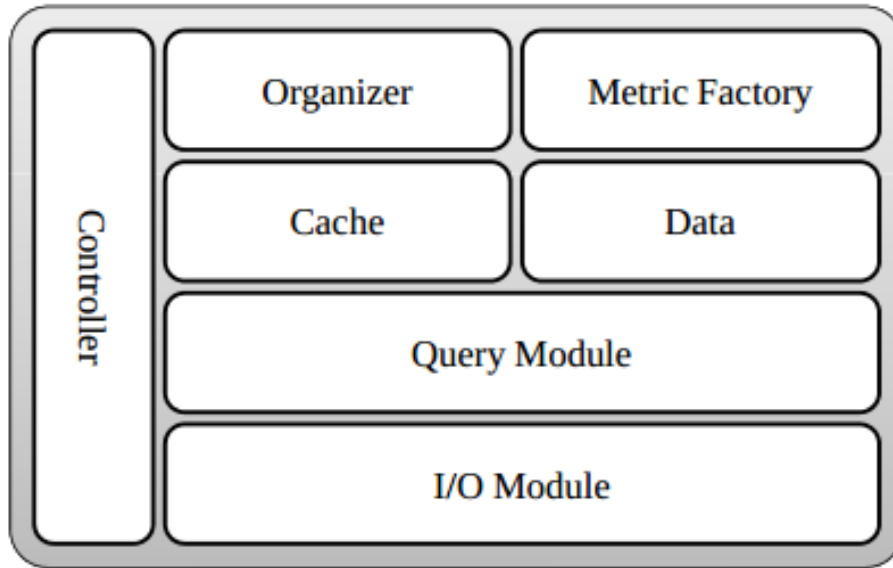 Controller
Organizer
Metric Factory
Cache
Data
Query Module
I/O Module